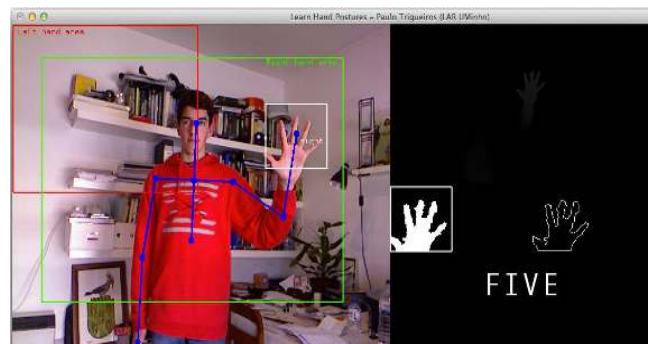 Learn Hand Postures – Paulo Trigueiros (LAR UMinho)
Left hand area
Right hand area
FIVE